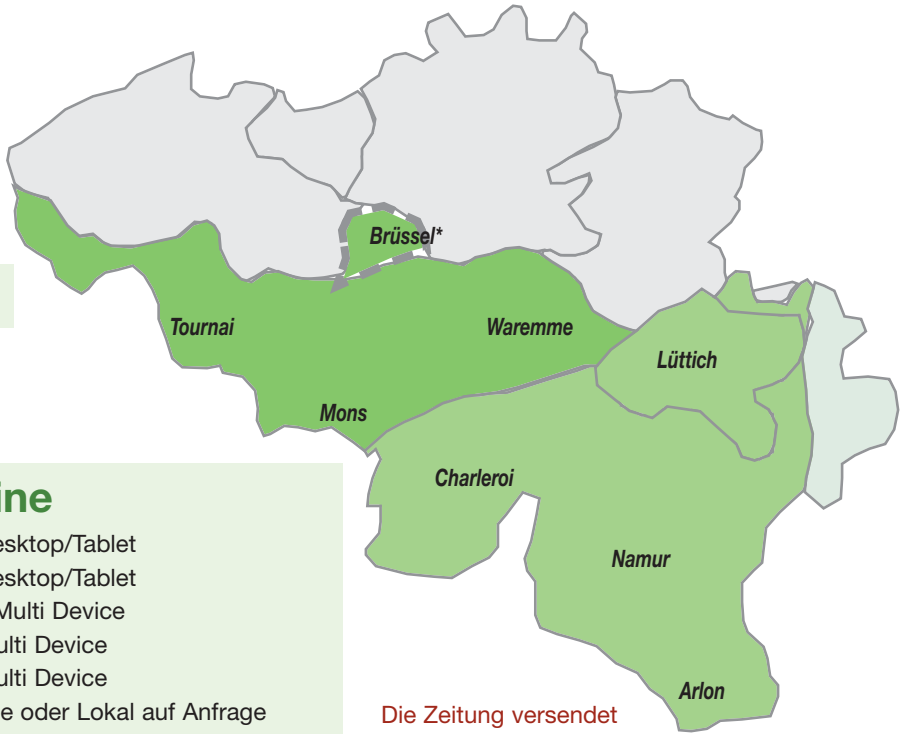 Brüssel*
Tournai
Waremme
Lüttich
Mons
Charleroi
Namur
Arlon
ine
esktop/Tablet
esktop/Tablet
Multi Device
ulti Device
ulti Device
e oder Lokal auf Anfrage
Die Zeitung versendet